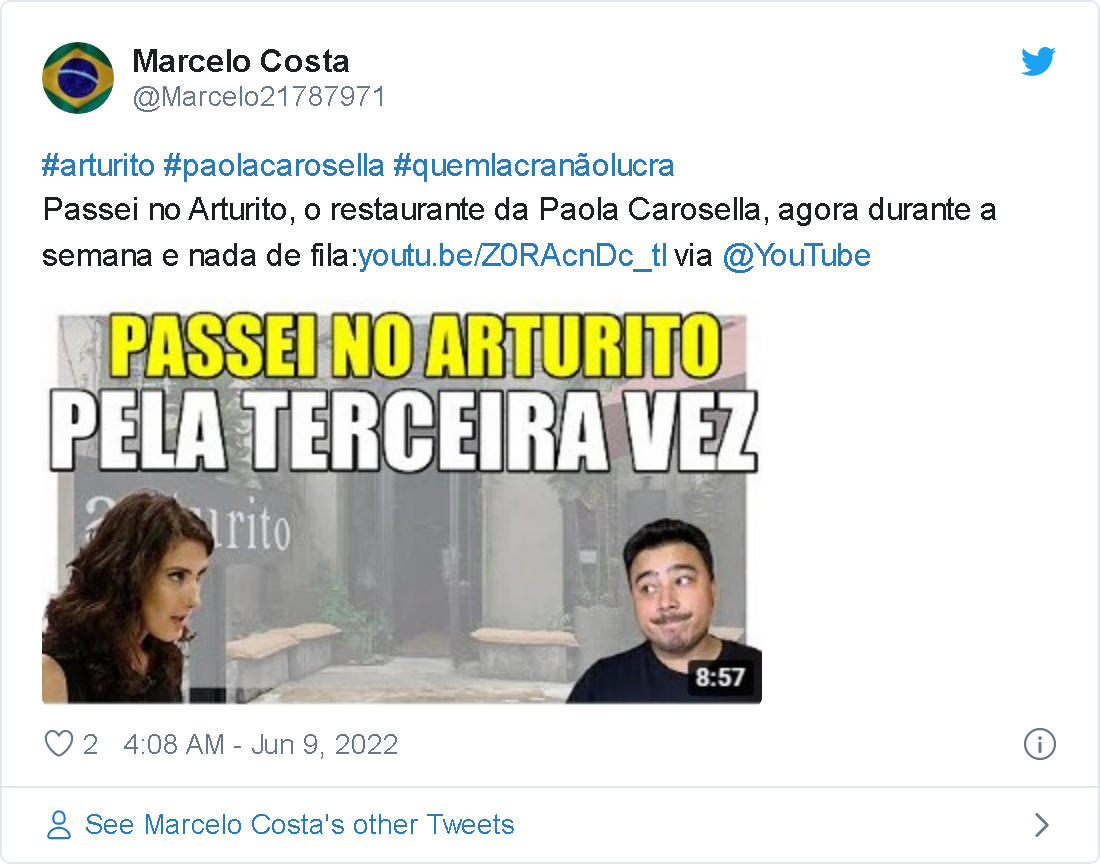 Marcelo Costa
@Marcelo21787971
#arturito #paolacarosella #quemlacranãolucra
Passei no Arturito, o restaurante da Paola Carosella, agora durante a
semana e nada de fila:youtu.be/Z0RAcnDc_tI via @YouTube
PASSEI NO ARTURITO
PELA TERCEIRA VEZ
arturito
8:57
2 4:08 AM - Jun 9, 2022
See Marcelo Costa's other Tweets